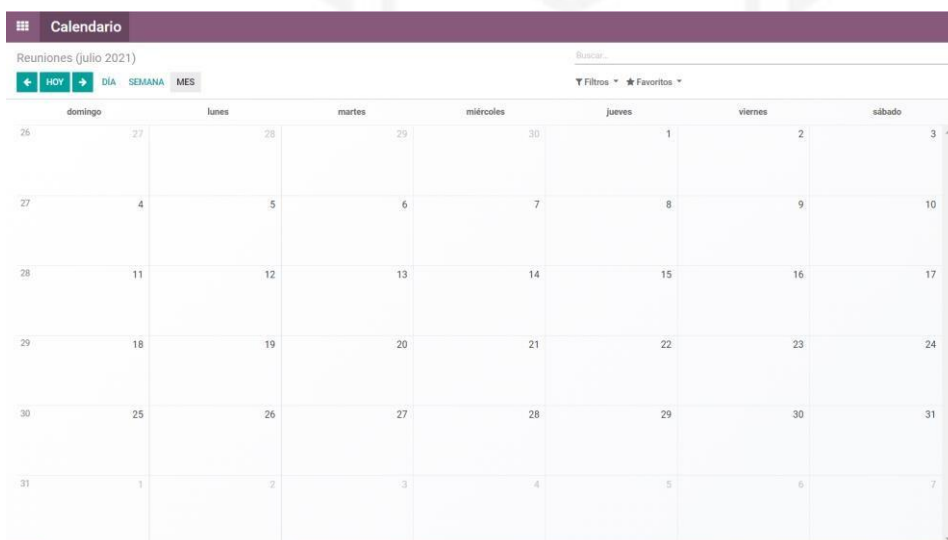 Calendario
Reuniones (julio 2021)
Buscar...
HOY DÍA SEMANA MES
Filtros Favoritos
domingo lunes martes miércoles jueves viernes sábado
26 27 28 29 30 1 2 3
27 4 5 6 7 8 9 10
28 11 12 13 14 15 16 17
29 18 19 20 21 22 23 24
30 25 26 27 28 29 30 31
31 1 2 3 4 5 6 7